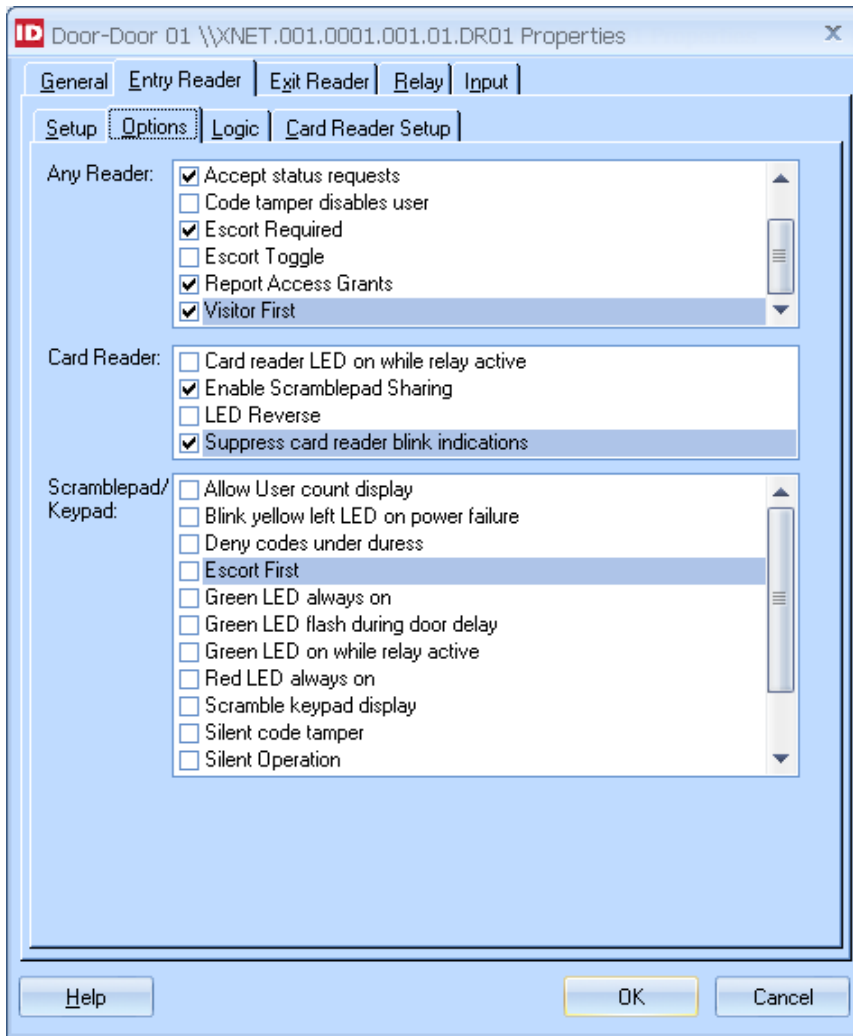 ID Door-Door 01 \\XNET.001.0001.001.01.DR01 Properties x
General Entry Reader Exit Reader Relay Input
Setup Options Logic Card Reader Setup
Any Reader:
Accept status requests
Code tamper disables user
Escort Required
Escort Toggle
Report Access Grants
Visitor First
Card Reader:
Card reader LED on while relay active
Enable Scramblepad Sharing
LED Reverse
Suppress card reader blink indications
Scramblepad/
Keypad:
Allow User count display
Blink yellow left LED on power failure
Deny codes under duress
Escort First
Green LED always on
Green LED flash during door delay
Green LED on while relay active
Red LED always on
Scramble keypad display
Silent code tamper
Silent Operation
Help OK Cancel